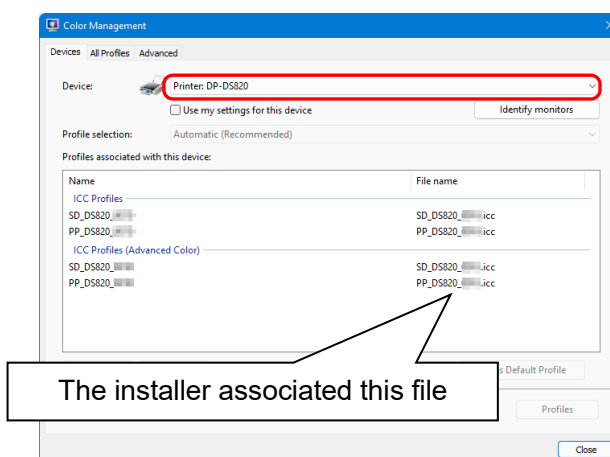 Color Management
Devices All Profiles Advanced
Device: Printer: DP-DS820
Use my settings for this device Identify monitors
Profile selection: Automatic (Recommended)
Profiles associated with this device:
Name File name
ICC Profiles
SD_DS820_ SD_DS820_ .icc
PP_DS820_ PP_DS820_ .icc
ICC Profiles (Advanced Color)
SD_DS820_ SD_DS820_ .icc
PP_DS820_ PP_DS820_ .icc
Default Profile
The installer associated this file
Profiles
Close